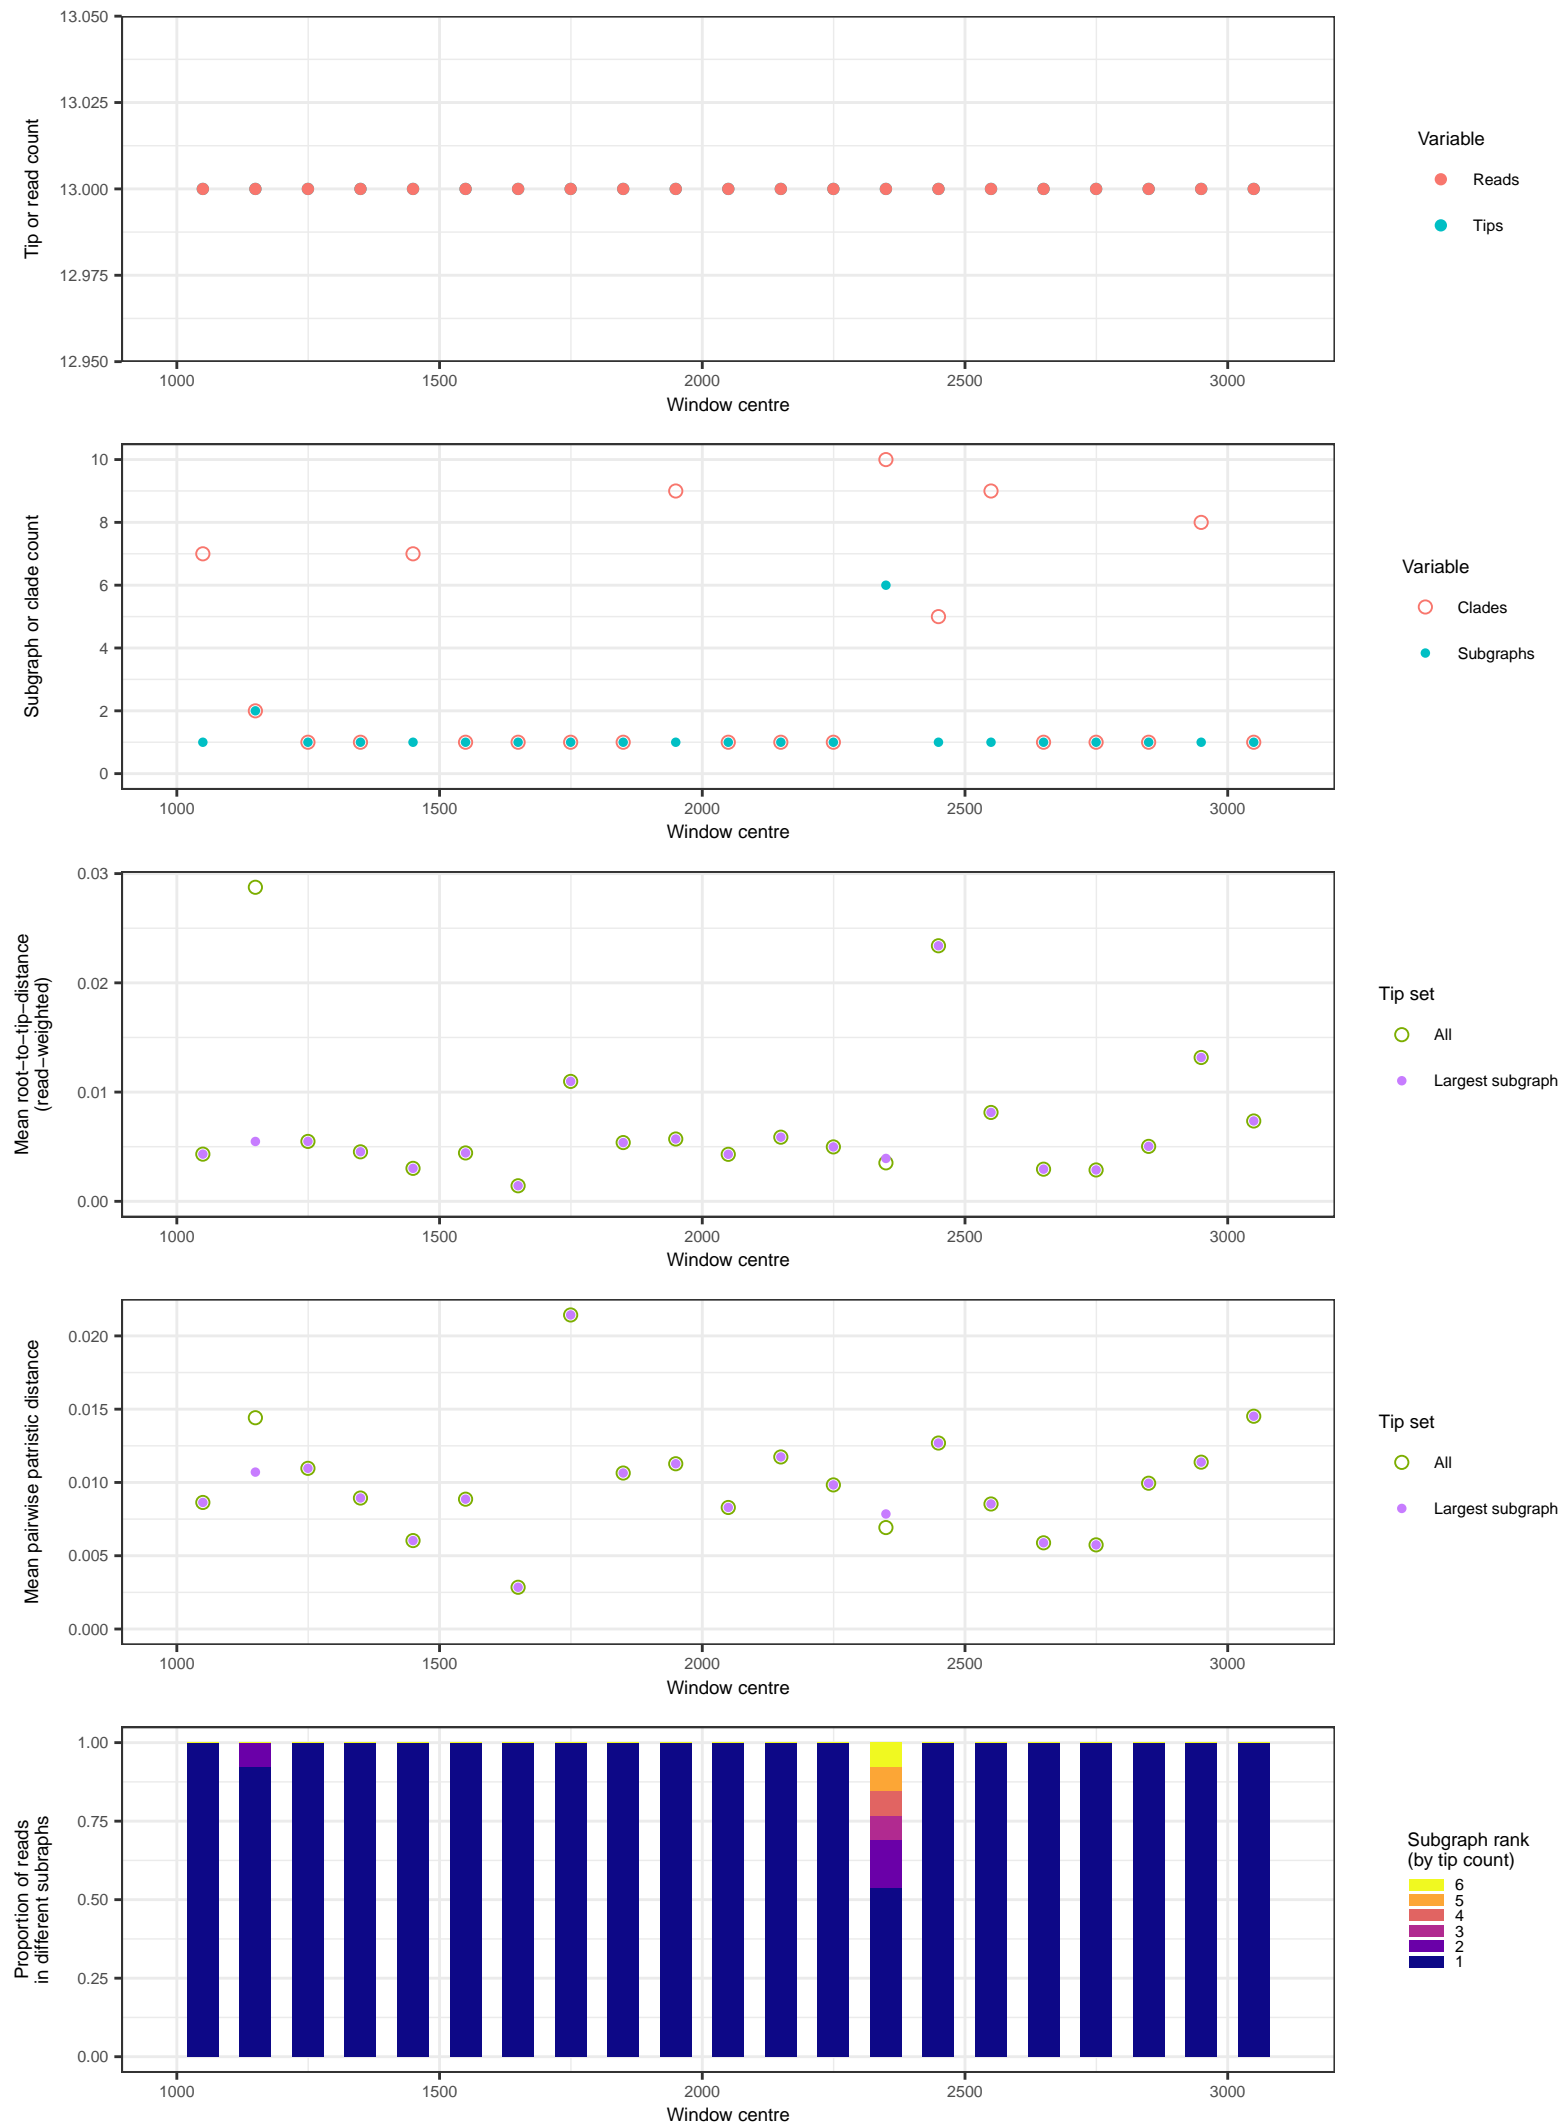 13.050
13.025
13.000
12.975
12.950
Tip or read count
1000 1500 2000 2500 3000
Window centre
Variable
Reads
Tips
10
8
6
4
2
0
Subgraph or clade count
1000 1500 2000 2500 3000
Window centre
Variable
Clades
Subgraphs
0.03
0.02
0.01
0.00
Mean root−to−tip−distance
(read−weighted)
1000 1500 2000 2500 3000
Window centre
Tip set
All
Largest subgraph
0.020
0.015
0.010
0.005
0.000
Mean pairwise patristic distance
1000 1500 2000 2500 3000
Window centre
Tip set
All
Largest subgraph
1.00
0.75
0.50
0.25
0.00
Proportion of reads
in different subraphs
1000 1500 2000 2500 3000
Window centre
Subgraph rank
(by tip count)
6
5
4
3
2
1